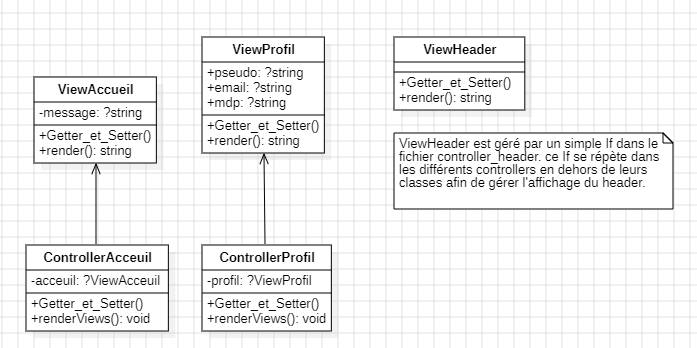 ViewAccueil
-message: ?string
+Getter_et_Setter()
+render(): string
ViewProfil
+pseudo: ?string
+email: ?string
+mdp: ?string
+Getter_et_Setter()
+render(): string
ViewHeader
+Getter_et_Setter()
+render(): string
ViewHeader est géré par un simple If dans le
fichier controller_header. ce If se répète dans
les différents controllers en dehors de leurs
classes afin de gérer l'affichage du header.
ControllerAcceuil
-acceuil: ?ViewAcceuil
+Getter_et_Setter()
+renderViews(): void
ControllerProfil
-profil: ?ViewProfil
+Getter_et_Setter()
+renderViews(): void